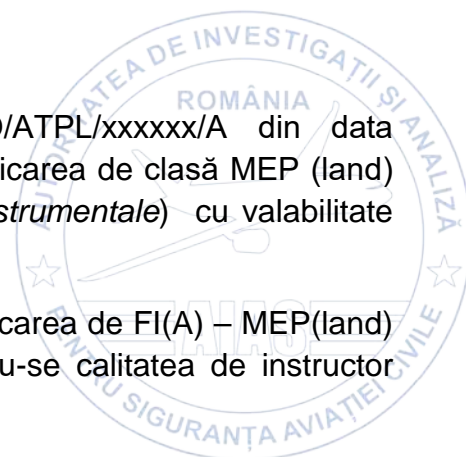 AUTORITATEA DE INVESTIGAȚII ȘI ANALIZĂ
ROMÂNIA
/ATPL/xxxxxx/A din data
icarea de clasă MEP (land)
strumentale) cu valabilitate
carea de FI(A) – MEP(land)
u-se calitatea de instructor
AIAS
PENTRU SIGURANȚA AVIAȚIEI CIVILE